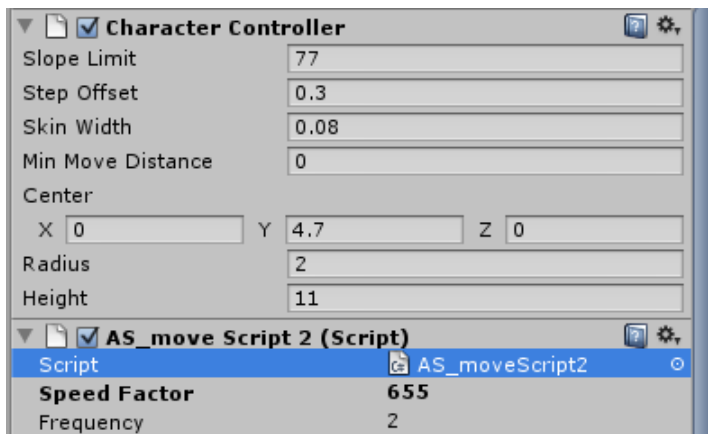 Character Controller
Slope Limit 77
Step Offset 0.3
Skin Width 0.08
Min Move Distance 0
Center
X 0 Y 4.7 Z 0
Radius 2
Height 11
AS_move Script 2 (Script)
Script C# AS_moveScript2
Speed Factor 655
Frequency 2